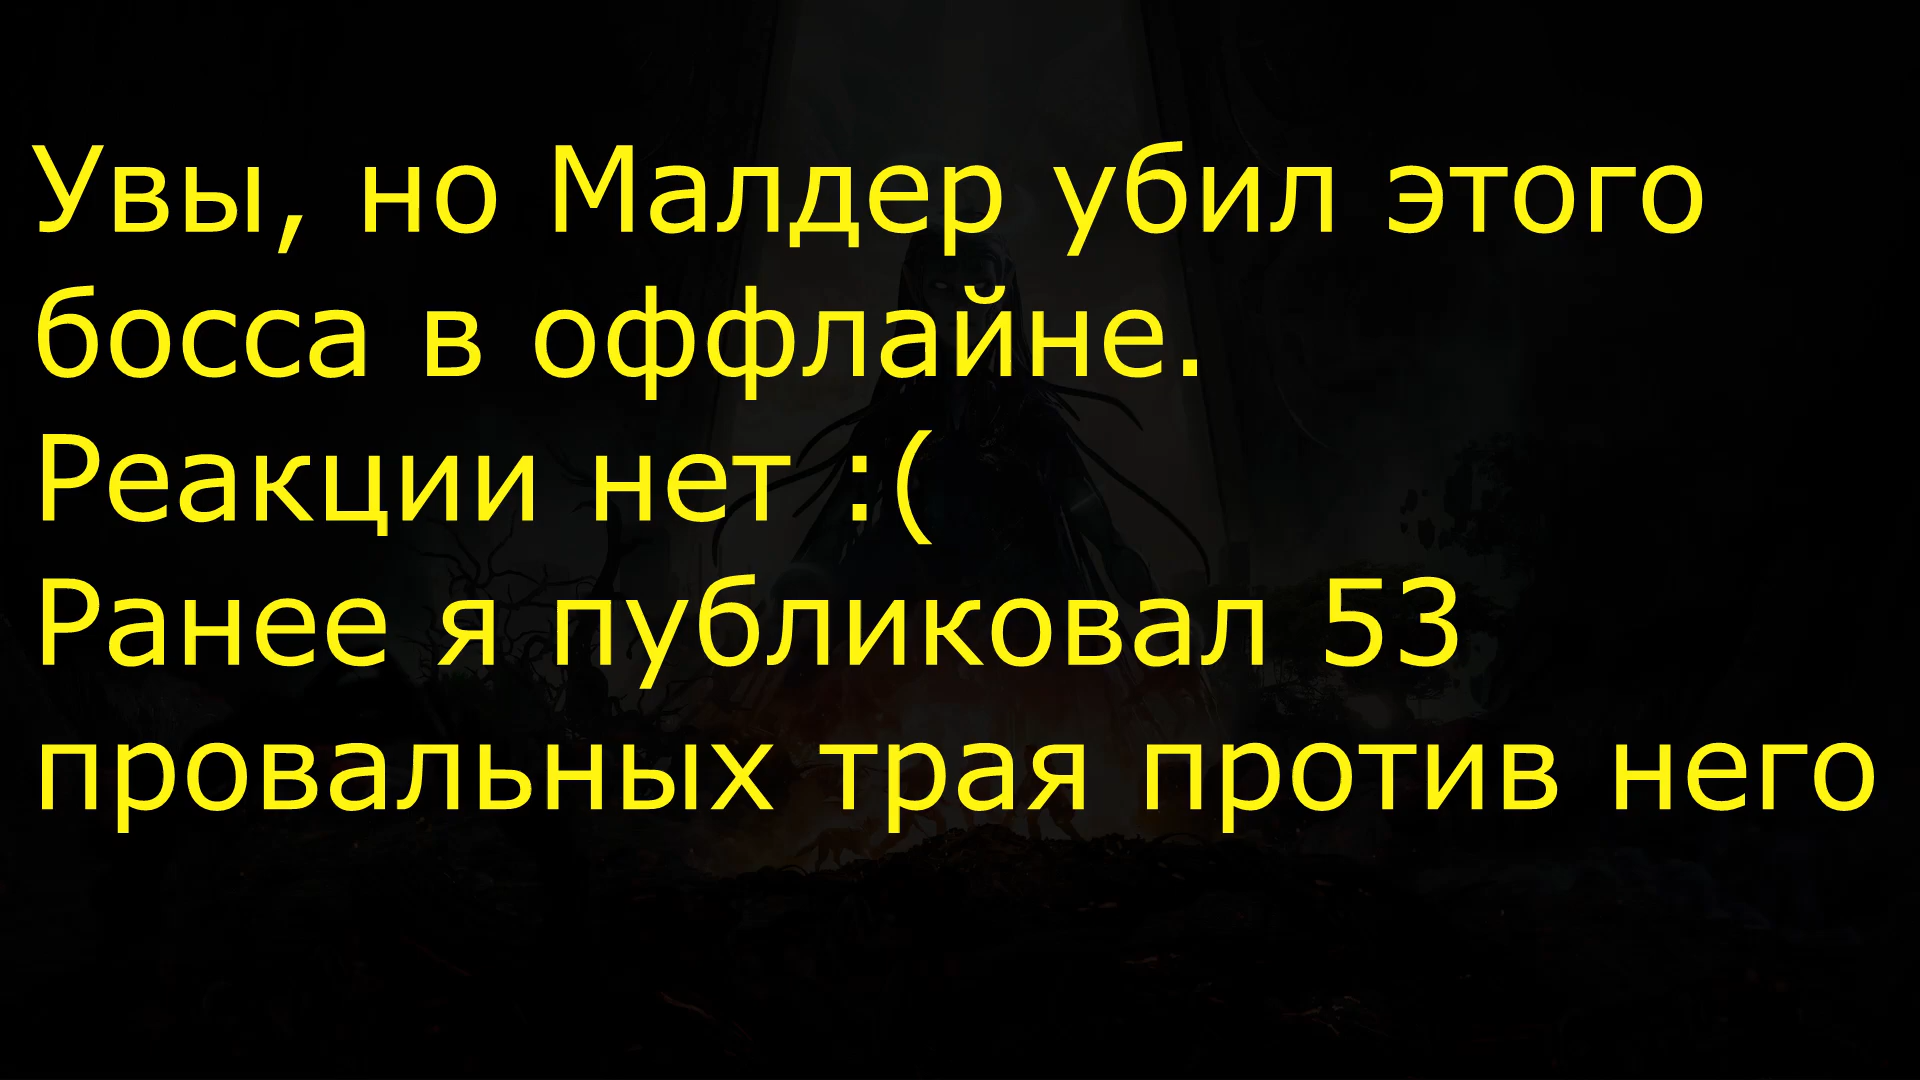 Увы, но Малдер убил этого
босса в оффлайне.
Реакции нет :(
Ранее я публиковал 53
провальных трая против него